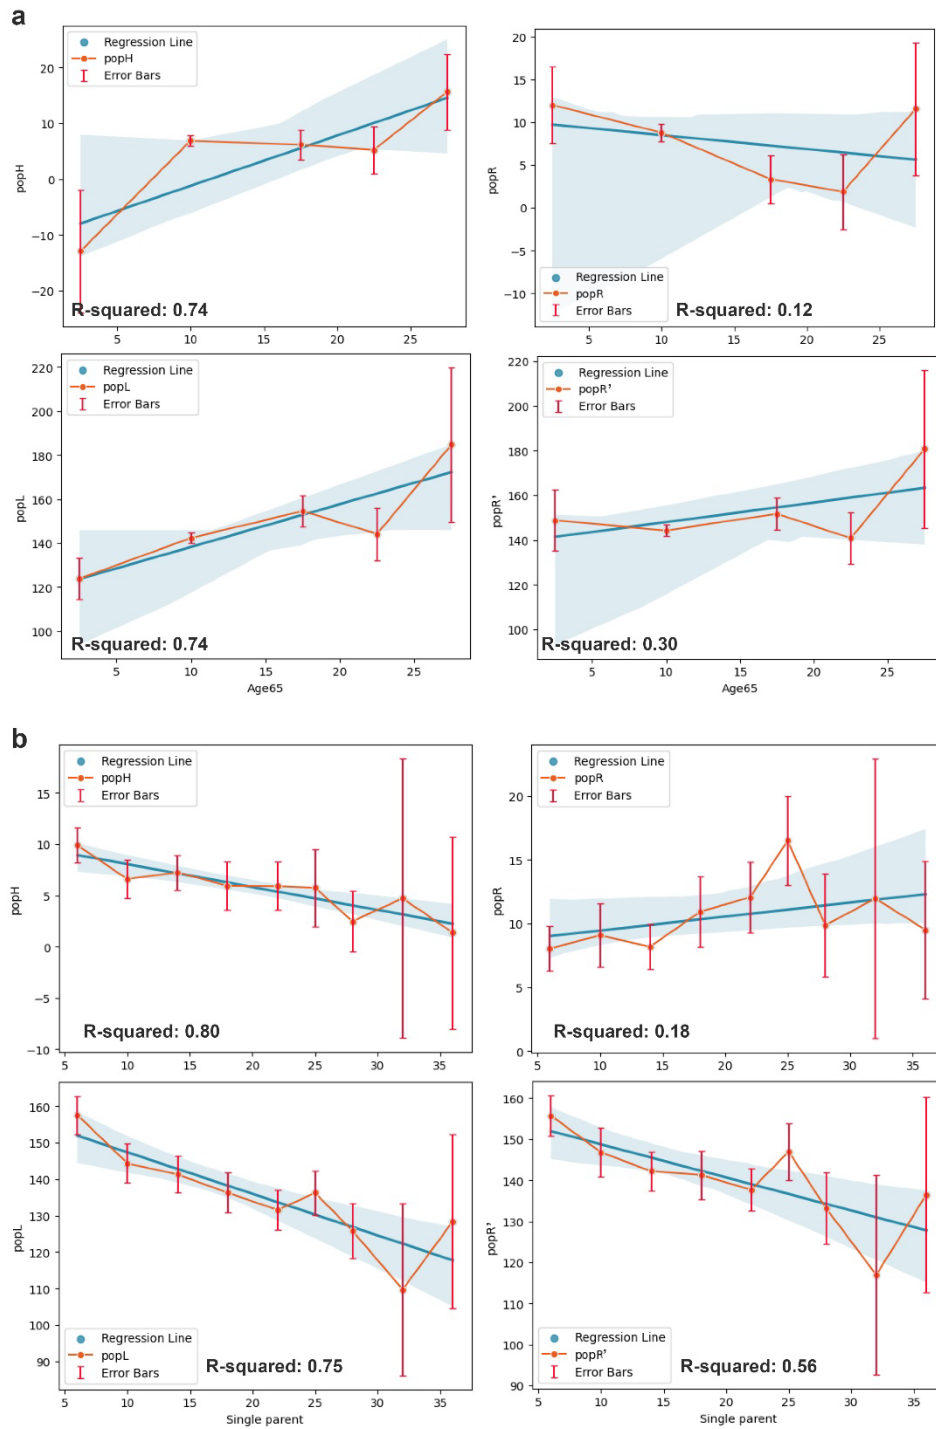 a
Regression Line
popH
Error Bars
20
10
0
−10
−20
popH
R-squared: 0.74
5 10 15 20 25
Regression Line
popR
Error Bars
20
15
10
5
0
−5
−10
popR
R-squared: 0.12
5 10 15 20 25
Regression Line
popL
Error Bars
220
200
180
160
140
120
100
popL
R-squared: 0.74
5 10 15 20 25
Age65
Regression Line
popR’
Error Bars
220
200
180
160
140
120
100
popR’
R-squared: 0.30
5 10 15 20 25
Age65
b
Regression Line
popH
Error Bars
15
10
5
0
−5
−10
popH
R-squared: 0.80
5 10 15 20 25 30 35
Regression Line
popR
Error Bars
20
15
10
5
0
popR
R-squared: 0.18
5 10 15 20 25 30 35
160
150
140
130
120
110
100
90
popL
Regression Line
popL
Error Bars
R-squared: 0.75
5 10 15 20 25 30 35
Single parent
160
150
140
130
120
110
100
90
popR’
Regression Line
popR’
Error Bars
R-squared: 0.56
5 10 15 20 25 30 35
Single parent